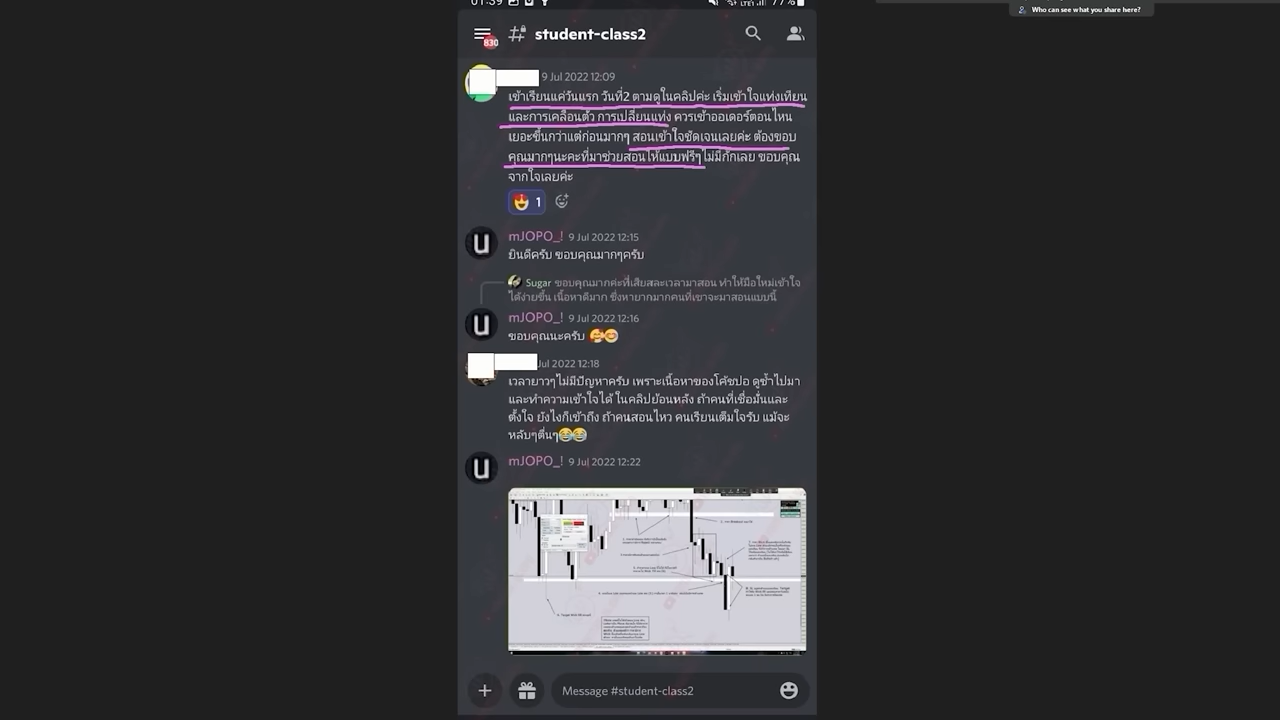 01:39
77%
Who can see what you share here?
830
student-class2
9 Jul 2022 12:09
เข้าเรียนแค่วันแรก วันที่2 ตามดูในคลิปค่ะ เริ่มเข้าใจแท่งเทียน
และการเคลื่อนตัว การเปลี่ยนแท่ง ควรเข้าออเดอร์ตอนไหน
เยอะขึ้นกว่าแต่ก่อนมากๆ สอนเข้าใจชัดเจนเลยค่ะ ต้องขอบ
คุณมากๆนะคะที่มาช่วยสอนให้แบบฟรีๆไม่มีกั๊กเลย ขอบคุณ
จากใจเลยค่ะ
1
mJOPO_! 9 Jul 2022 12:15
ยินดีครับ ขอบคุณมากๆครับ
Sugar ขอบคุณมากค่ะที่เสียสละเวลามาสอน ทำให้มือใหม่เข้าใจ
ได้ง่ายขึ้น เนื้อหาดีมาก ซึ่งหายากมากคนที่เขาจะมาสอนแบบนี้
mJOPO_! 9 Jul 2022 12:16
ขอบคุณนะครับ
Jul 2022 12:18
เวลายาวๆไม่มีปัญหาครับ เพราะเนื้อหาของโค้ชปอ ดูซ้ำไปมา
และทำความเข้าใจได้ ในคลิปย้อนหลัง ถ้าคนที่เชื่อมั่นและ
ตั้งใจ ยังไงก็เข้าถึง ถ้าคนสอนไหว คนเรียนเต็มใจรับ แม้จะ
หลับๆตื่นๆ
mJOPO_! 9 Jul 2022 12:22
Message #student-class2